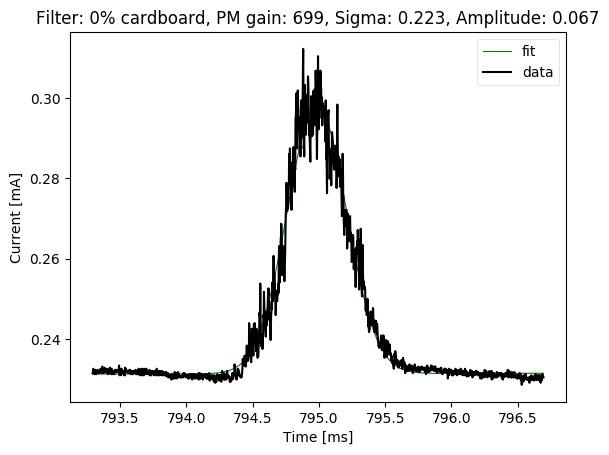 Filter: 0% cardboard, PM gain: 699, Sigma: 0.223, Amplitude: 0.067
fit
data
0.30
0.28
0.26
0.24
Current [mA]
793.5 794.0 794.5 795.0 795.5 796.0 796.5
Time [ms]